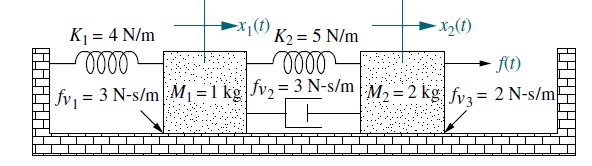 x₁(t) x₂(t)
K₁ = 4 N/m K₂ = 5 N/m
f(t)
fᵥ₁ = 3 N-s/m M₁ = 1 kg fᵥ₂ = 3 N-s/m M₂ = 2 kg fᵥ₃ = 2 N-s/m